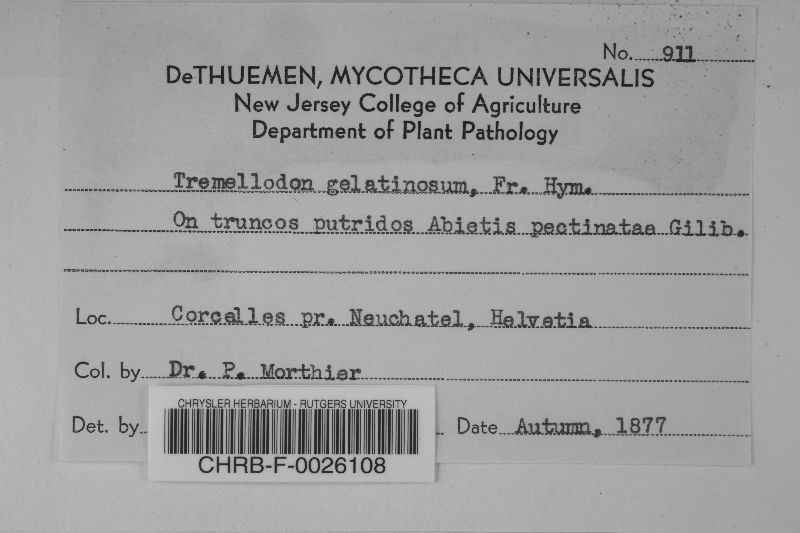 No. 911
DeTHUEMEN, MYCOTHECA UNIVERSALIS
New Jersey College of Agriculture
Department of Plant Pathology
Tremellodon gelatinosum, Fr. Hym.
On truncos putridos Abietis pectinatae Gilib.
Loc. Corcelles pr. Neuchatel, Helvetia
Col. by Dr. P. Morthier
Det. by
Date Autumn, 1877
CHRYSLER HERBARIUM - RUTGERS UNIVERSITY
CHRB-F-0026108